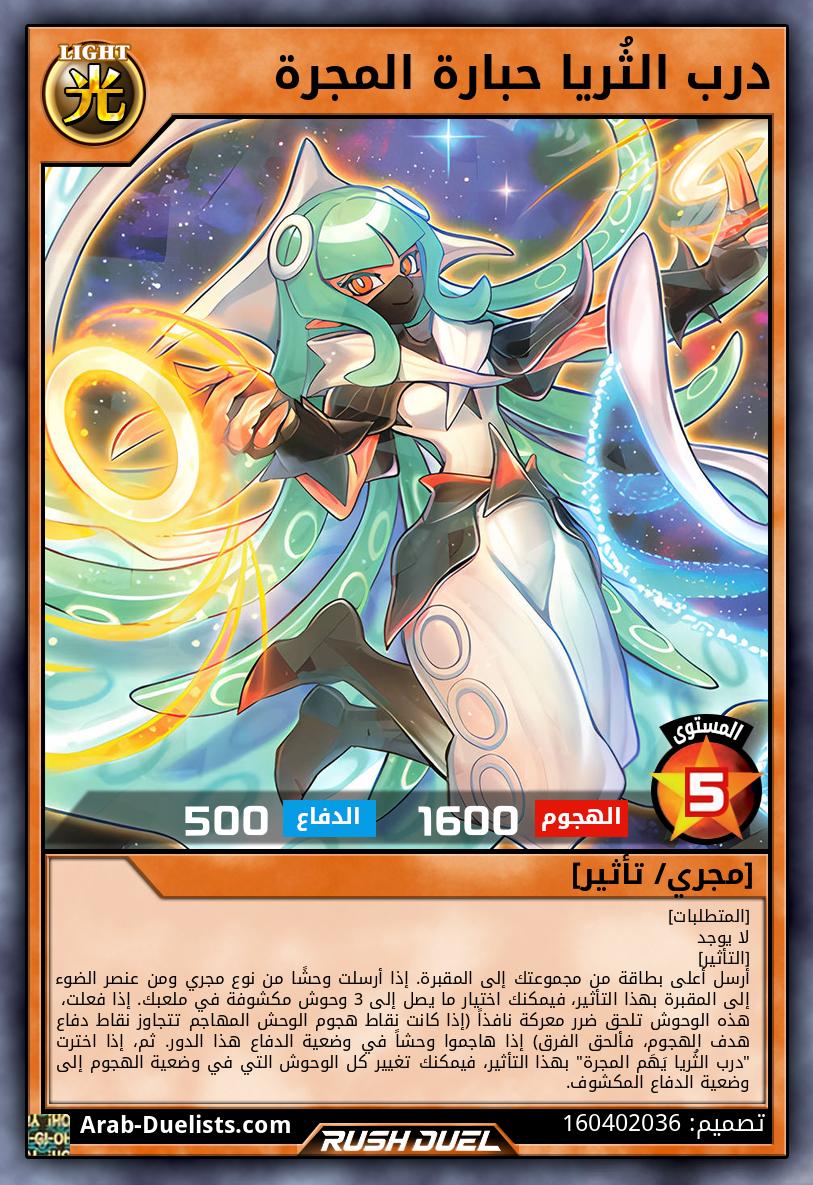 LIGHT
光
درب الثُريا حبارة المجرة
المستوى
5
الهجوم 1600 الدفاع 500
[مجري/ تأثير]
[المتطلبات]
لا يوجد
[التأثير]
أرسل أعلى بطاقة من مجموعتك إلى المقبرة. إذا أرسلت وحشًا من نوع مجري ومن عنصر الضوء
إلى المقبرة بهذا التأثير، فيمكنك اختيار ما يصل إلى 3 وحوش مكشوفة في ملعبك. إذا فعلت،
هذه الوحوش تلحق ضرر معركة نافذاً (إذا كانت نقاط هجوم الوحش المهاجم تتجاوز نقاط دفاع
هدف الهجوم، فألحق الفرق) إذا هاجموا وحشاً في وضعية الدفاع هذا الدور. ثم، إذا اخترت
"درب الثُريا يَهَم المجرة" بهذا التأثير، فيمكنك تغيير كل الوحوش التي في وضعية الهجوم إلى
وضعية الدفاع المكشوف.
تصميم: 160402036
RUSH DUEL
Arab-Duelists.com